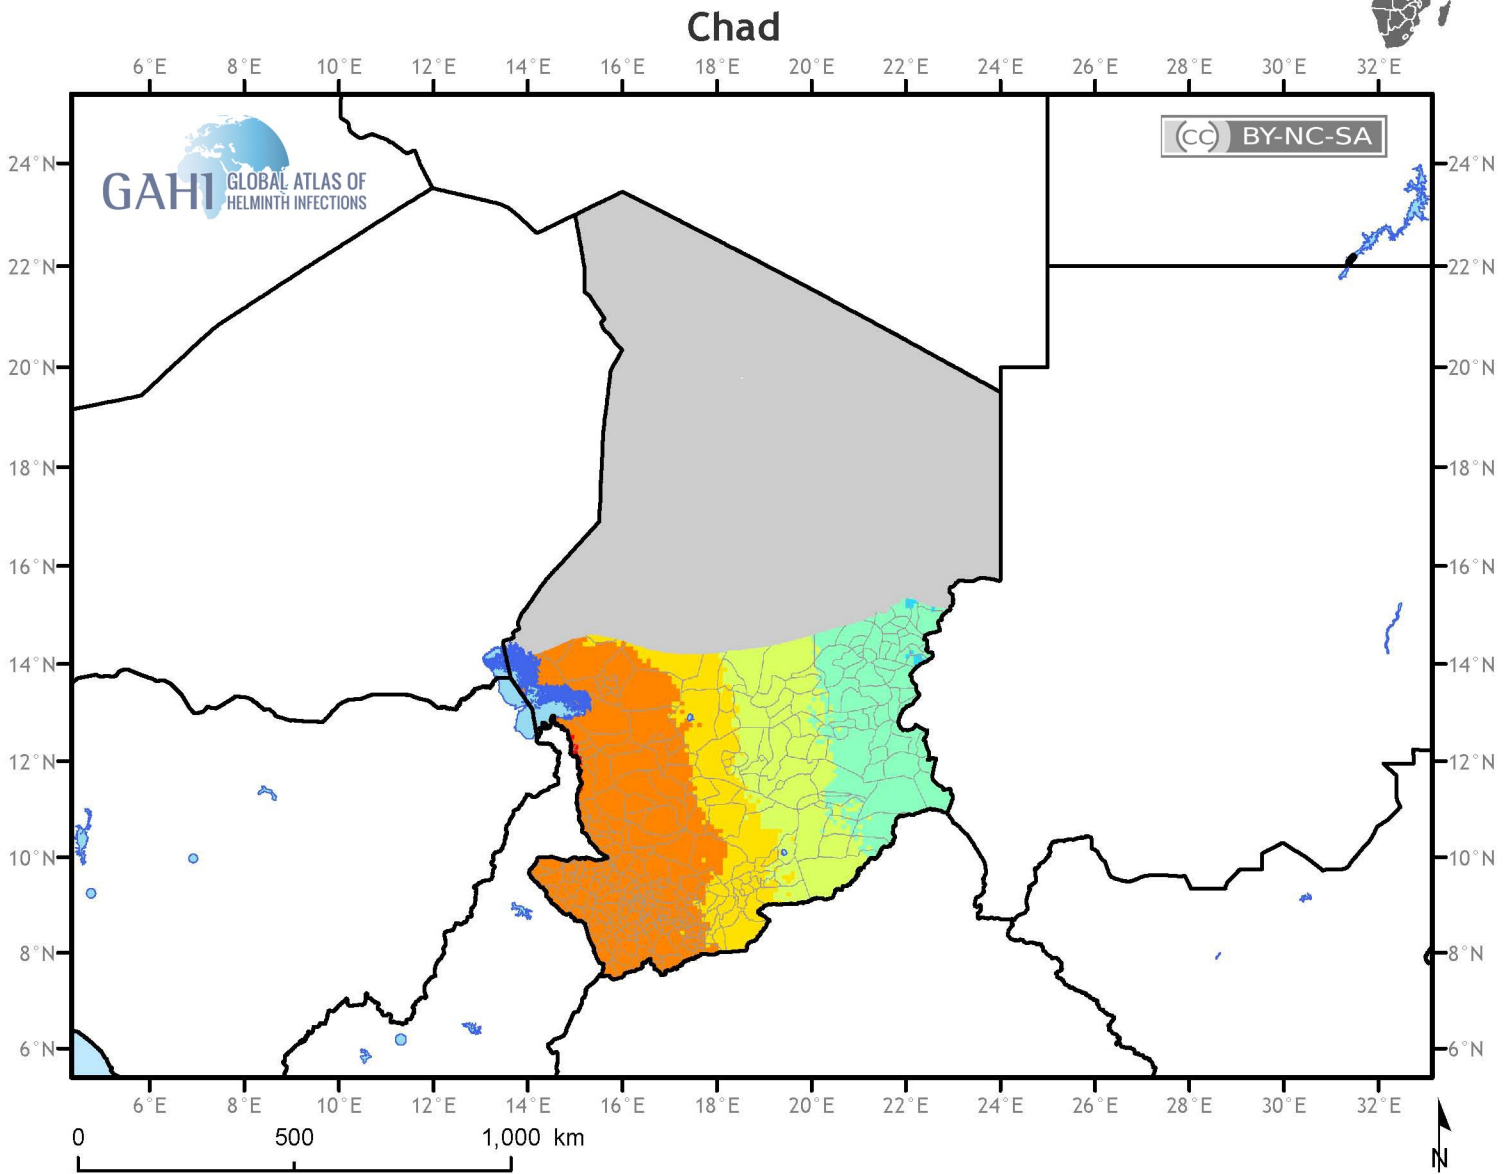 Chad
6°E 8°E 10°E 12°E 14°E 16°E 18°E 20°E 22°E 24°E 26°E 28°E 30°E 32°E
GAHI GLOBAL ATLAS OF
HELMINTH INFECTIONS
(cc) BY-NC-SA
24°N 24°N
22°N 22°N
20°N 20°N
18°N 18°N
16°N 16°N
14°N 14°N
12°N 12°N
10°N 10°N
8°N 8°N
6°N 6°N
6°E 8°E 10°E 12°E 14°E 16°E 18°E 20°E 22°E 24°E 26°E 28°E 30°E 32°E
0 500 1,000 km
N